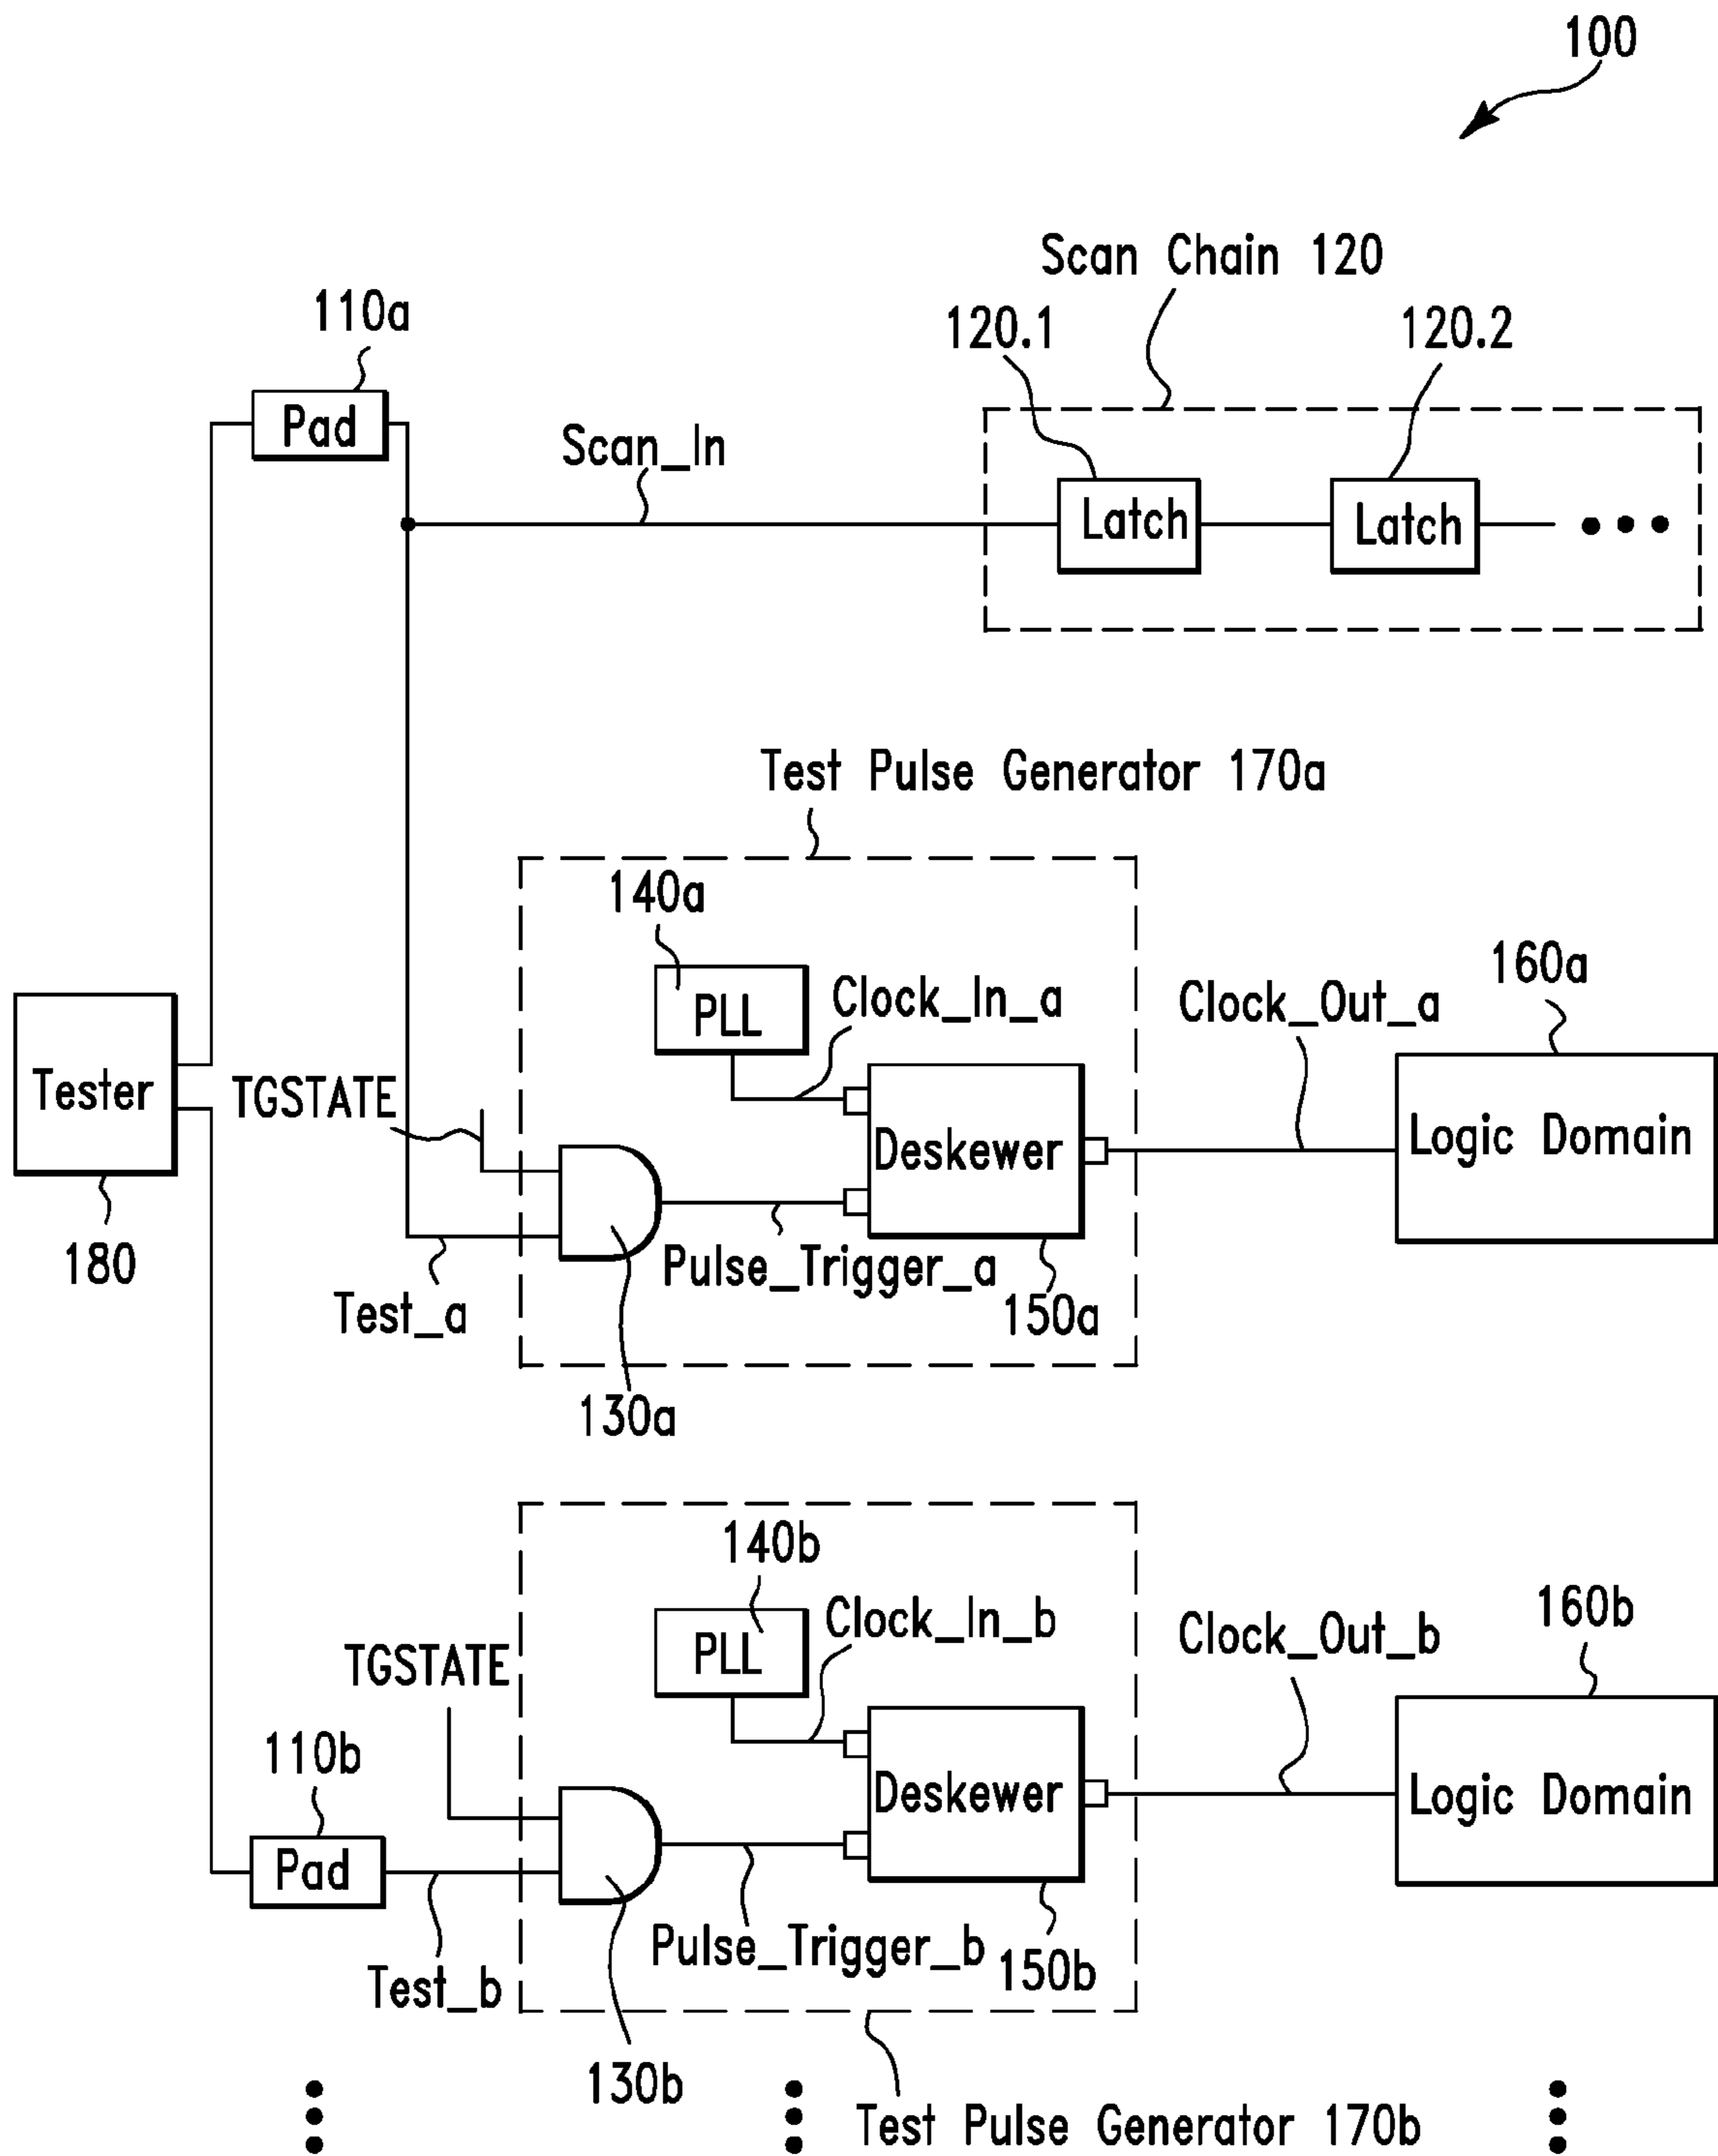 100
Scan Chain 120
110a
120.1
120.2
Pad
Scan_In
Latch
Latch
Test Pulse Generator 170a
140a
PLL
Clock_In_a
Clock_Out_a
160a
Tester
TGSTATE
Deskewer
Logic Domain
180
Test_a
Pulse_Trigger_a
150a
130a
140b
PLL
Clock_In_b
Clock_Out_b
160b
TGSTATE
110b
Pad
Deskewer
Logic Domain
Test_b
Pulse_Trigger_b
150b
130b
Test Pulse Generator 170b